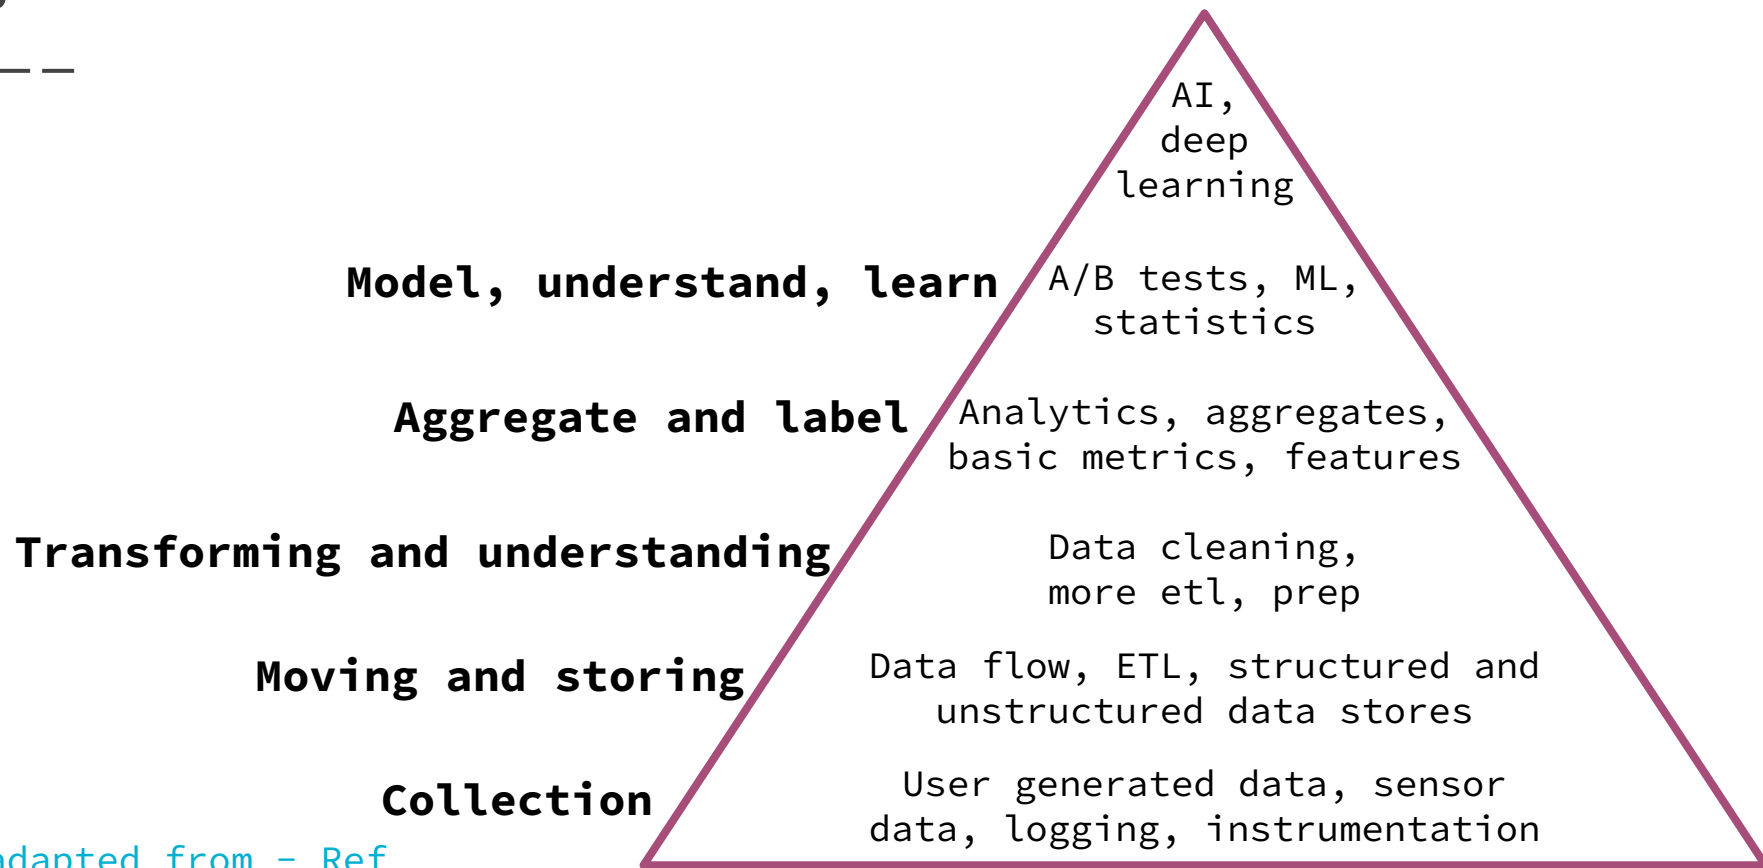 AI,
deep
learning
Model, understand, learn
A/B tests, ML,
statistics
Aggregate and label
Analytics, aggregates,
basic metrics, features
Transforming and understanding
Data cleaning,
more etl, prep
Moving and storing
Data flow, ETL, structured and
unstructured data stores
Collection
User generated data, sensor
data, logging, instrumentation
adapted from – Ref